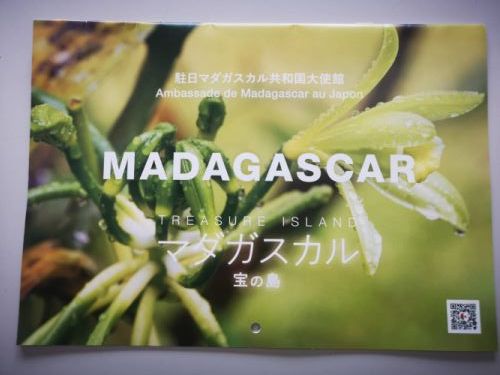 駐日マダガスカル共和国大使館
Ambassade de Madagascar au Japon
MADAGASCAR
TREASURE ISLAND
マダガスカル
宝の島